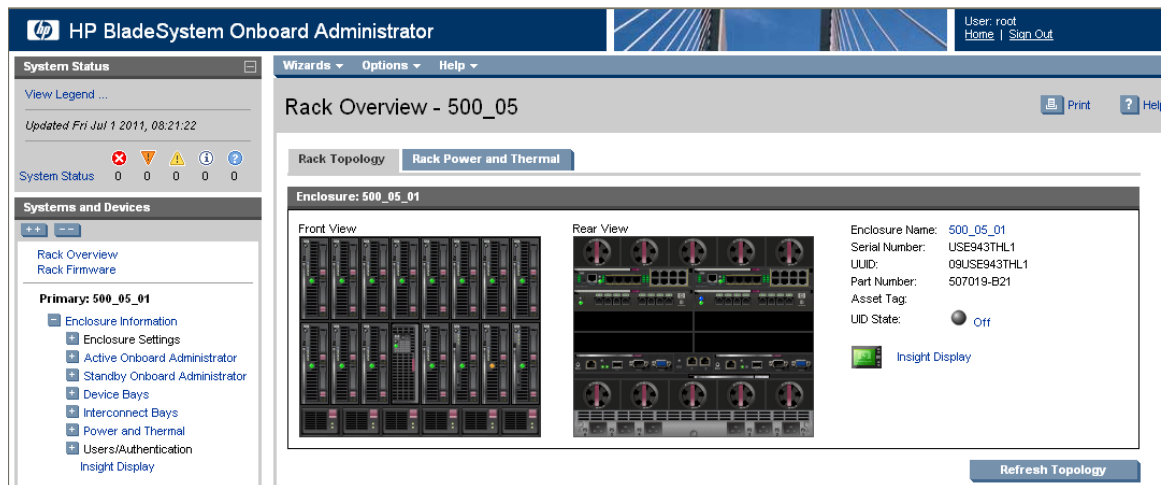 HP BladeSystem Onboard Administrator
User: root
Home | Sign Out
System Status
View Legend ...
Updated Fri Jul 1 2011, 08:21:22
System Status 0 0 0 0 0
Systems and Devices
++ --
Rack Overview
Rack Firmware
Primary: 500_05_01
Enclosure Information
Enclosure Settings
Active Onboard Administrator
Standby Onboard Administrator
Device Bays
Interconnect Bays
Power and Thermal
Users/Authentication
Insight Display
Wizards Options Help
Rack Overview - 500_05
Print ? Help
Rack Topology Rack Power and Thermal
Enclosure: 500_05_01
Front View Rear View
Enclosure Name: 500_05_01
Serial Number: USE943THL1
UUID: 09USE943THL1
Part Number: 507019-B21
Asset Tag:
UID State: Off
Insight Display
Refresh Topology